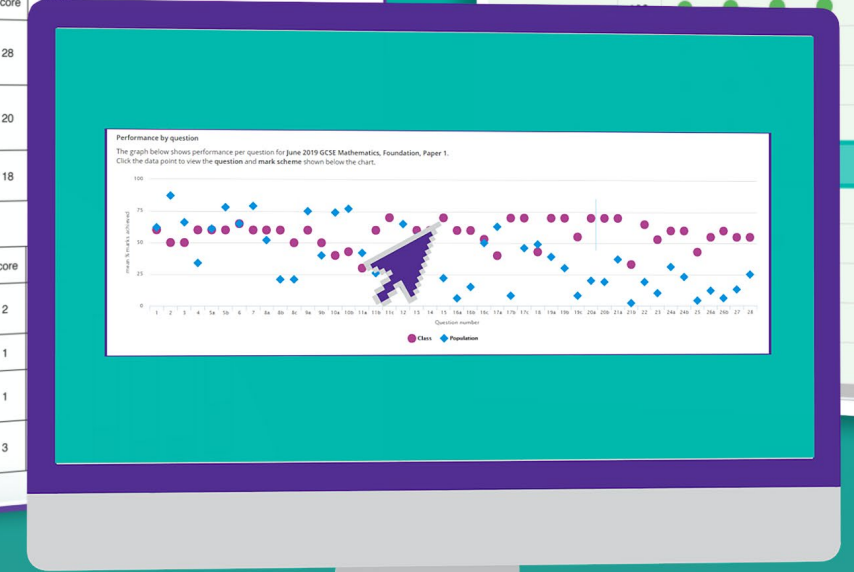 core
28
20
18
core
2
1
1
3
Performance by question
The graph below shows performance per question for June 2019 GCSE Mathematics, Foundation, Paper 1.
Click the data point to view the question and mark scheme shown below the chart.
100
75
50
25
0
mean % marks achieved
1 2 3 4 5a 5b 6 7 8a 8b 8c 9a 9b 10a 10b 11a 11b 11c 12 13 14 15 16a 16b 16c 17a 17b 17c 18 19a 19b 19c 20a 20b 21a 21b 22 23 24a 24b 25 26a 26b 27 28
Question number
Class Population